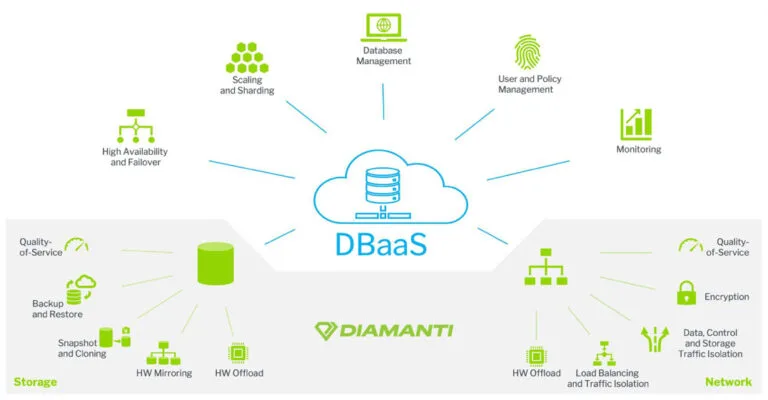 Database
Management
Scaling
and Sharding
User and Policy
Management
High Availability
and Failover
Monitoring
DBaaS
Quality-
of-Service
Backup
and Restore
Snapshot
and Cloning
HW Mirroring
HW Offload
Storage
DIAMANTI
Quality-
of-Service
Encryption
Data, Control
and Storage
Traffic Isolation
HW Offload
Load Balancing
and Traffic Isolation
Network